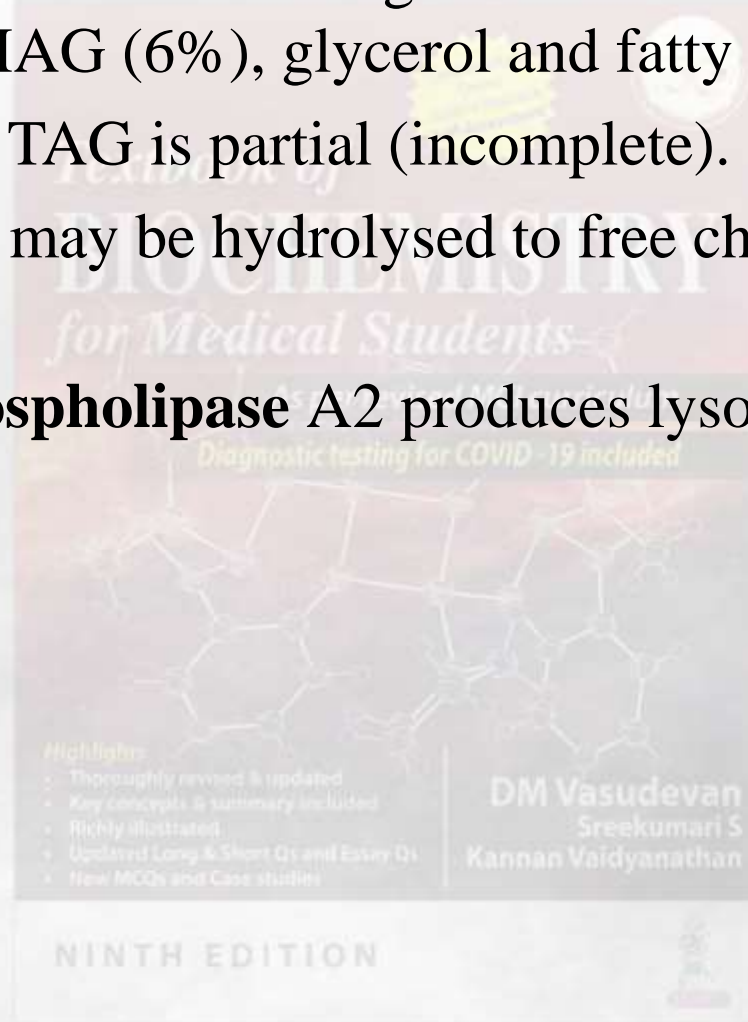 IAG (6%), glycerol and fatty
TAG is partial (incomplete).
Textbook of
may be hydrolysed to free ch
BIOCHEMISTRY
for Medical Students
ospholipase A2 produces lyso
Diagnostic testing for COVID-19 included
Highlights
• Thoroughly revised & updated
• Key concepts & summary included
• Richly illustrated
• Updated Long & Short Qs and Essay Qs
• New MCQs and Case studies
DM Vasudevan
Sreekumari S
Kannan Vaidyanathan
NINTH EDITION